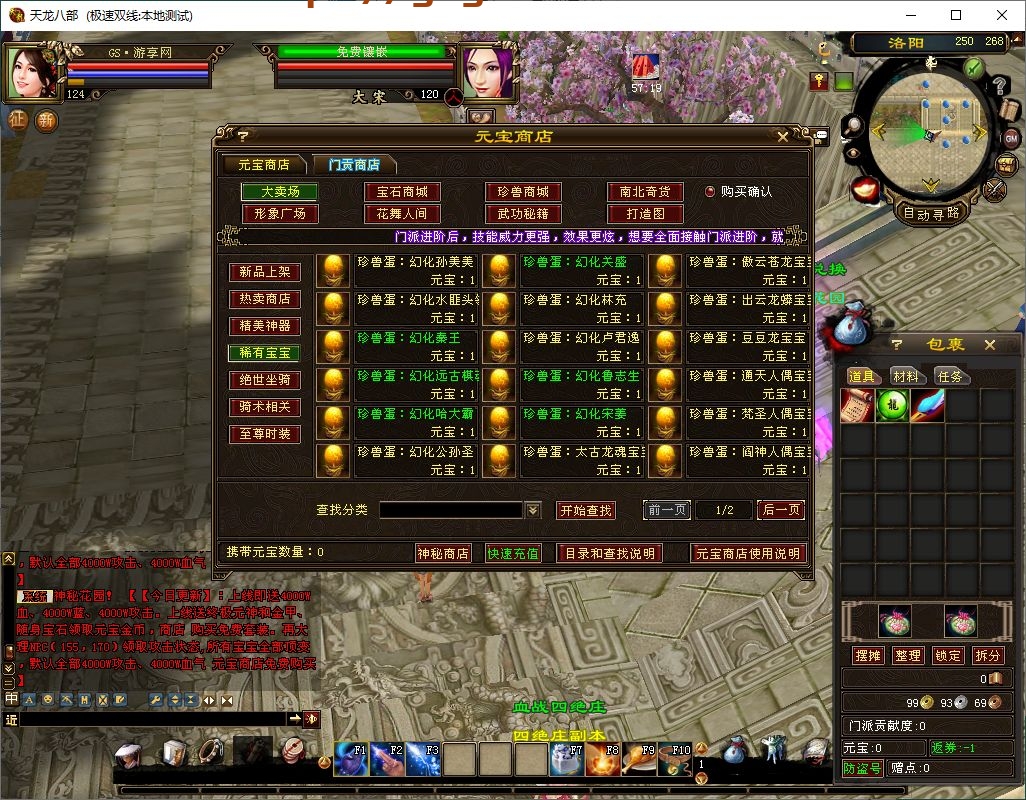 天龙八部 (极速双线:本地测试)
GS·游享网
124
免费镶嵌
大宋
120
57:19
洛阳 250 268
GM
自动寻路
征 新
元宝商店
元宝商店 门贡商店
大卖场 宝石商城 珍兽商城 南北奇货 购买确认
形象广场 花舞人间 武功秘籍 打造图
门派进阶后，技能威力更强，效果更炫，想要全面接触门派进阶，就
新品上架
热卖商店
精美神器
稀有宝宝
绝世坐骑
骑术相关
至尊时装
珍兽蛋：幻化孙美美 珍兽蛋：幻化关盛 珍兽蛋：傲云苍龙宝
元宝：1 元宝：1 元宝：1
珍兽蛋：幻化水匪头 珍兽蛋：幻化林充 珍兽蛋：出云龙蟒宝
元宝：1 元宝：1 元宝：1
珍兽蛋：幻化秦王 珍兽蛋：幻化卢君逸 珍兽蛋：豆豆龙宝宝
元宝：1 元宝：1 元宝：1
珍兽蛋：幻化远古棋 珍兽蛋：幻化鲁志生 珍兽蛋：通天人偶宝
元宝：1 元宝：1 元宝：1
珍兽蛋：幻化哈大霸 珍兽蛋：幻化宋姜 珍兽蛋：梵圣人偶宝
元宝：1 元宝：1 元宝：1
珍兽蛋：幻化公孙圣 珍兽蛋：太古龙魂宝 珍兽蛋：阎神人偶宝
元宝：1 元宝：1 元宝：1
查找分类 开始查找 前一页 1/2 后一页
携带元宝数量：0 神秘商店 快速充值 目录和查找说明 元宝商店使用说明
兑换
花园
包裹
道具 材料 任务
龍
摆摊 整理 锁定 拆分
0
99 93 69
门派贡献度:0
元宝:0 返券:-1
防盗号 赠点:0
，默认全部4000W攻击、4000W血气
】
系统 神秘花园！【【今日更新】：上线即送4000W
血、4000W蓝、4000W攻击。上线送终极元神和金甲、
随身宝石领取元宝金币，商店 购买免费套装。再大
理NPC（155，170）领取攻击状态,所有宝宝全部顶变
，默认全部4000W攻击、4000W血气 元宝商店免费购买
】
中
近
血战四绝庄
四绝庄副本
F1 F2 F3 F7 F8 F9 F10 1